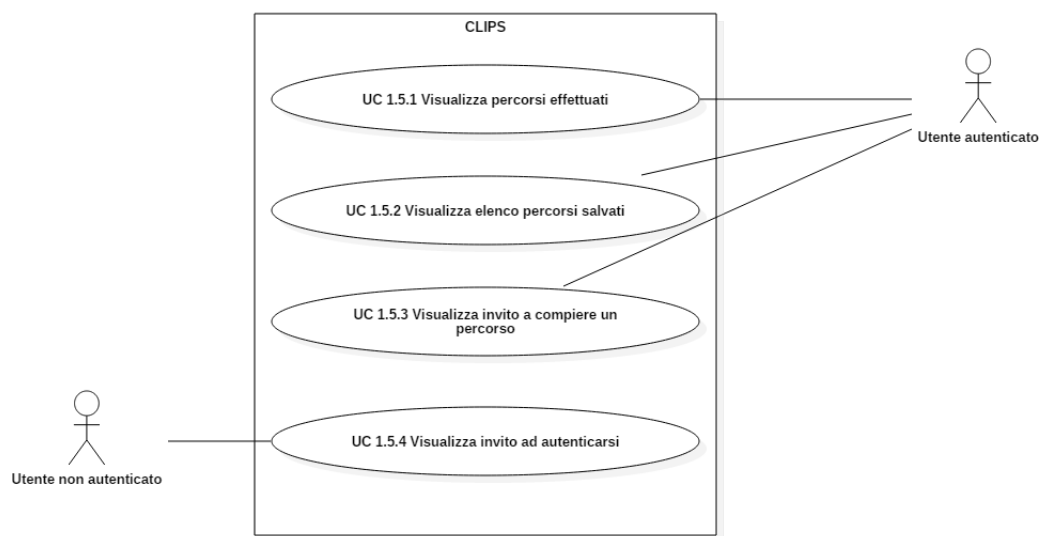 CLIPS
UC 1.5.1 Visualizza percorsi effettuati
Utente autenticato
UC 1.5.2 Visualizza elenco percorsi salvati
UC 1.5.3 Visualizza invito a compiere un
percorso
UC 1.5.4 Visualizza invito ad autenticarsi
Utente non autenticato